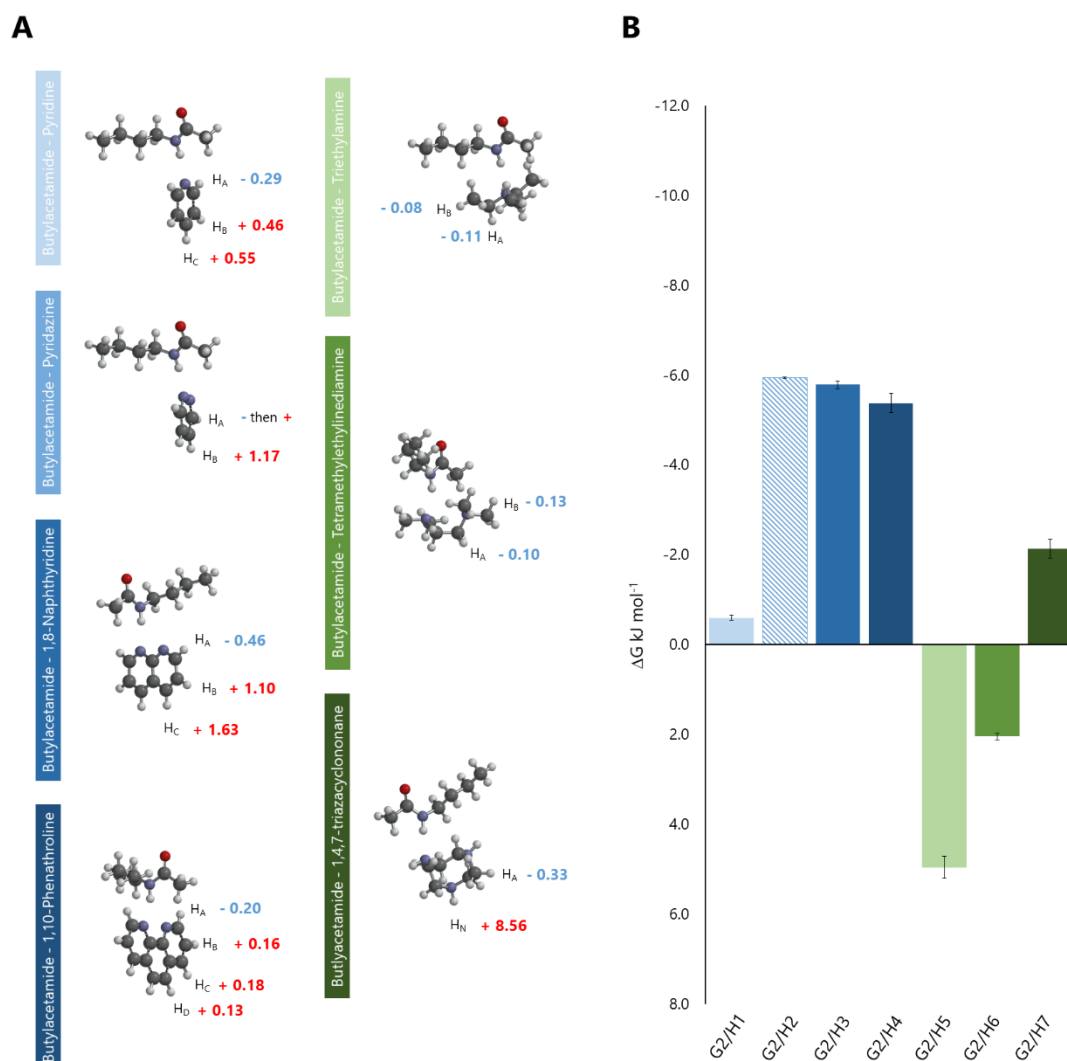 A
Butylacetamide - Pyridine
HA - 0.29
HB + 0.46
HC + 0.55
Butylacetamide - Pyridazine
HA - then +
HB + 1.17
Butylacetamide - 1,8-Naphthyridine
HA - 0.46
HB + 1.10
HC + 1.63
Butylacetamide - 1,10-Phenathroline
HA - 0.20
HB + 0.16
HC + 0.18
HD + 0.13
Butylacetamide - Triethylamine
- 0.08 HB
- 0.11 HA
Butylacetamide - Tetramethylethylinediamine
HB - 0.13
HA - 0.10
Butlyacetamide - 1,4,7-triazacyclononane
HA - 0.33
HN + 8.56
B
ΔG kJ mol-1
-12.0
-10.0
-8.0
-6.0
-4.0
-2.0
0.0
2.0
4.0
6.0
8.0
G2/H1
G2/H2
G2/H3
G2/H4
G2/H5
G2/H6
G2/H7